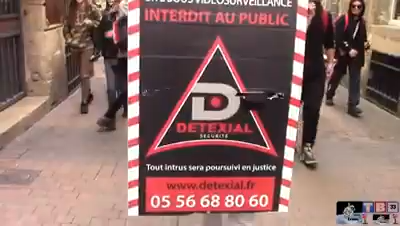 VIDÉOSURVEILLANCE
INTERDIT AU PUBLIC
D
DETEXIAL
SÉCURITÉ
Tout intrus sera poursuivi en justice
www.detexial.fr
05 56 68 80 60